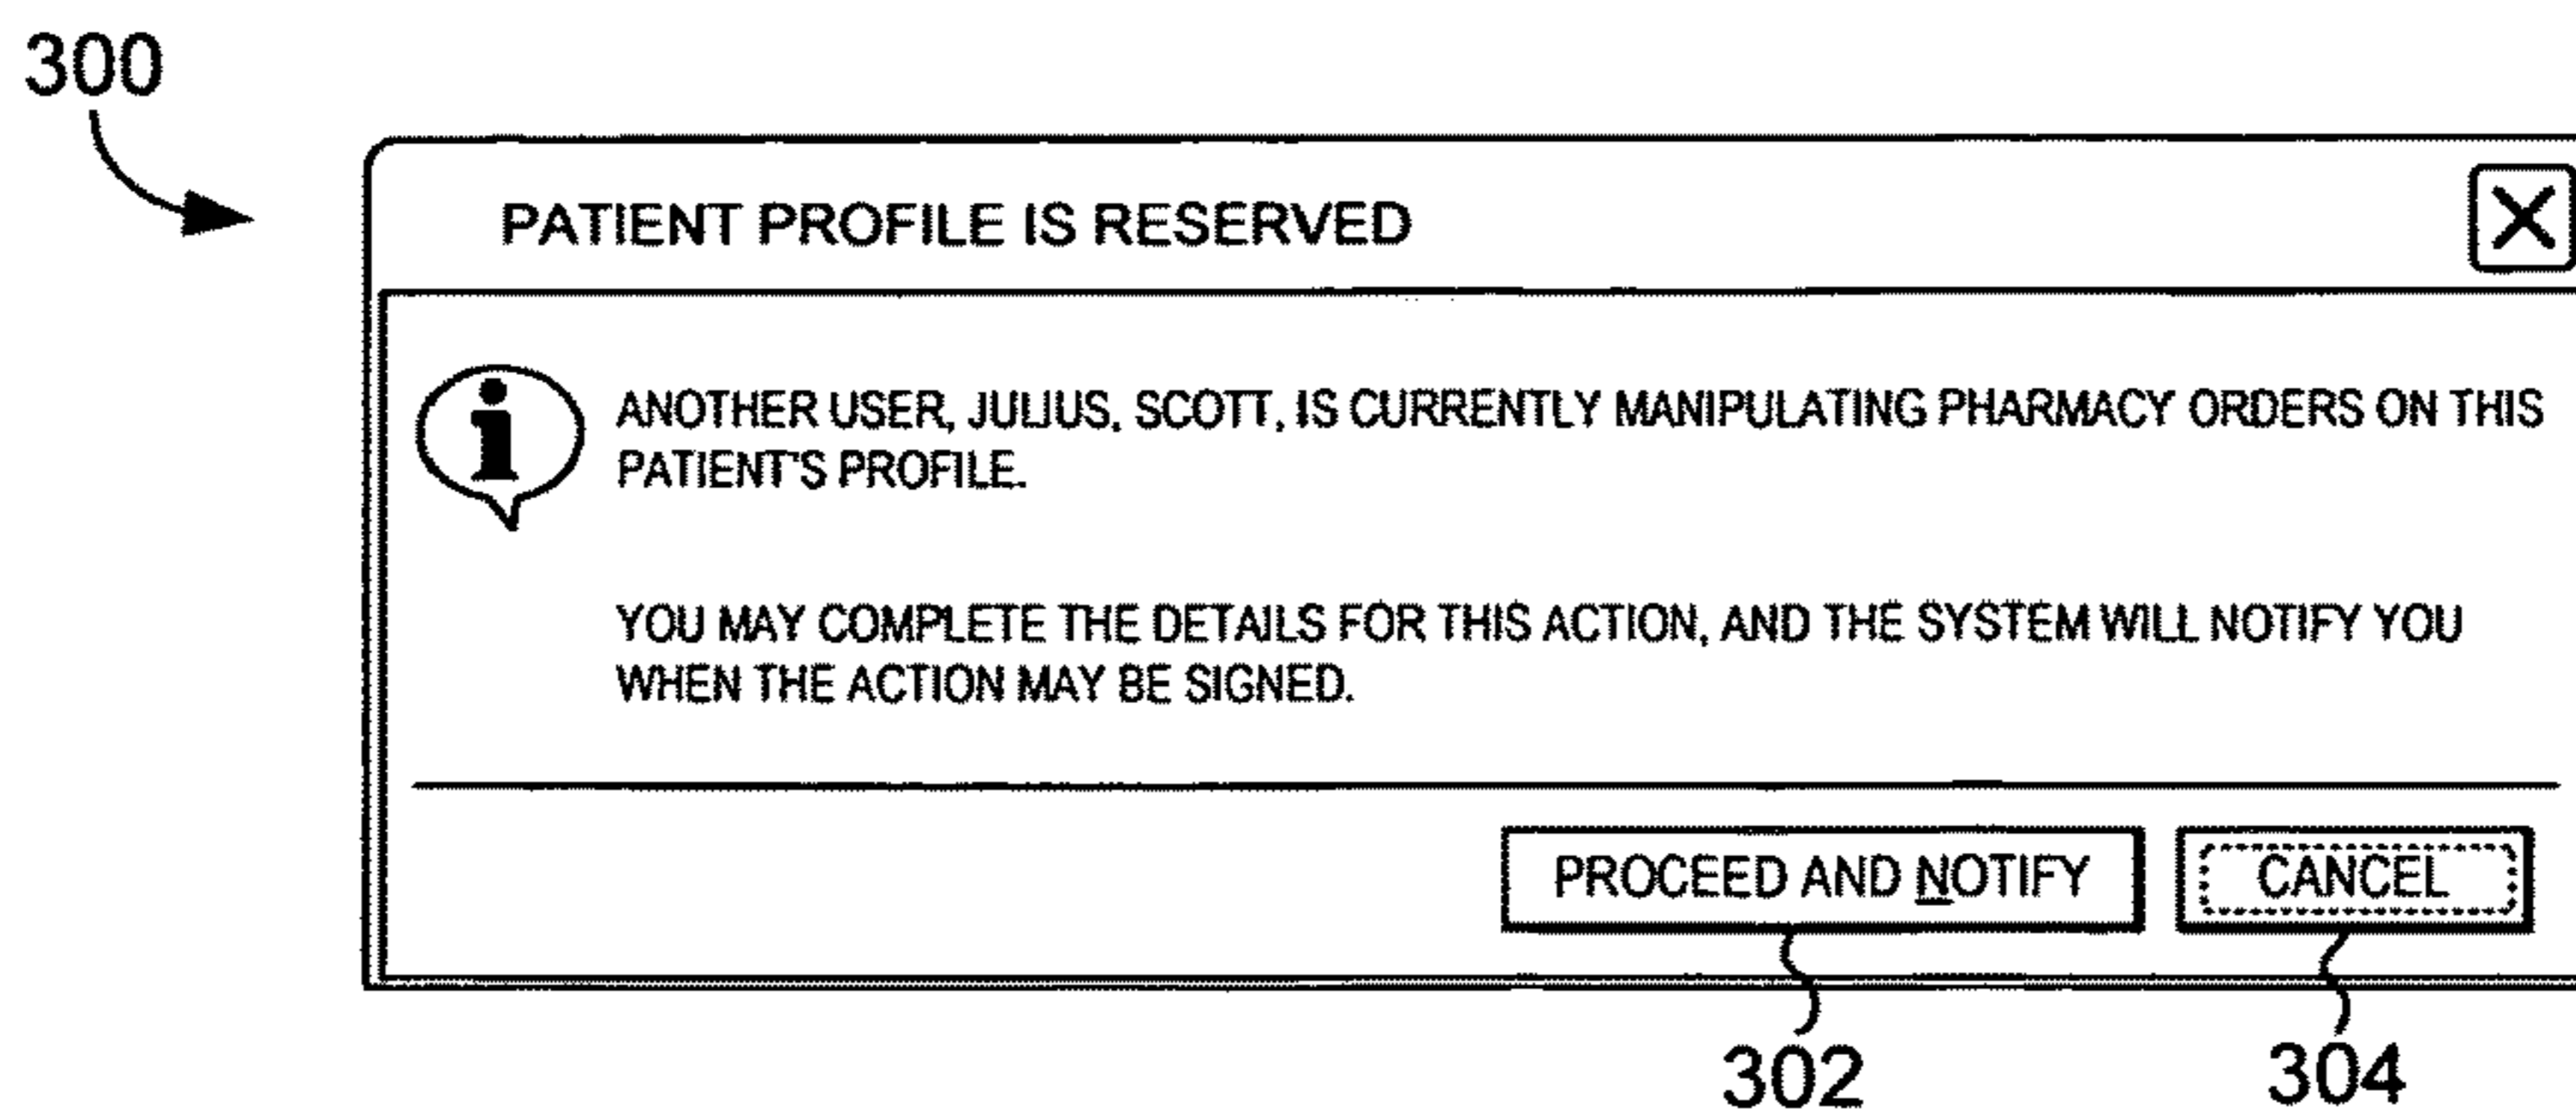 300
PATIENT PROFILE IS RESERVED
ANOTHER USER, JULIUS, SCOTT, IS CURRENTLY MANIPULATING PHARMACY ORDERS ON THIS
PATIENT'S PROFILE.
YOU MAY COMPLETE THE DETAILS FOR THIS ACTION, AND THE SYSTEM WILL NOTIFY YOU
WHEN THE ACTION MAY BE SIGNED.
PROCEED AND NOTIFY CANCEL
302 304